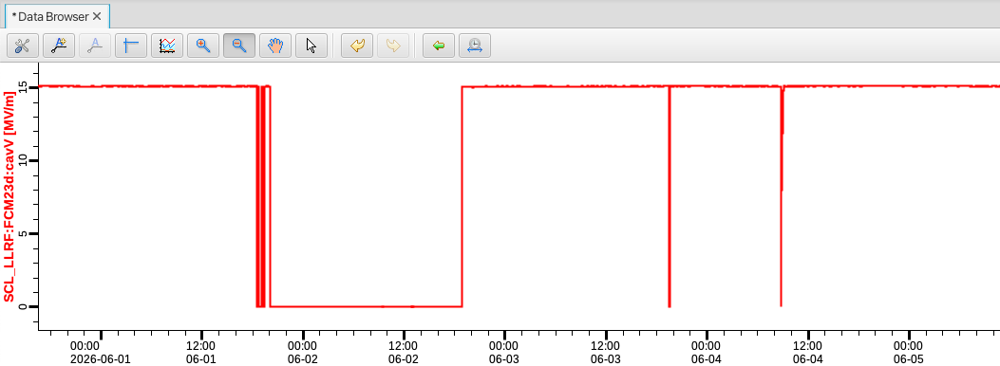 *Data Browser
SCL_LLRF:FCM23d:cavV [MV/m]
15
10
5
0
00:00 12:00 00:00 12:00 00:00 12:00 00:00 12:00 00:00
2026-06-01 06-01 06-02 06-02 06-03 06-03 06-04 06-04 06-05